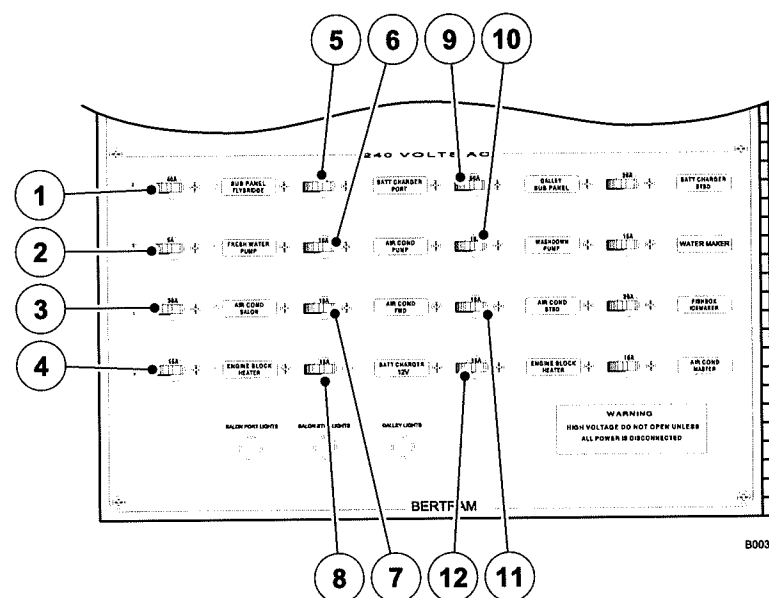 5 6 9 10
240 VOLTS AC
1
SUB PANEL
FLYBRIDGE
BATT CHARGER
PORT
GALLEY
SUB PANEL
BATT CHARGER
STBD
2
FRESH WATER
PUMP
AIR COND
PUMP
WASHDOWN
PUMP
15A
WATER MAKER
3
AIR COND
SALON
AIR COND
FWD
AIR COND
STBD
FISHBOX
ICEMAKER
4
ENGINE BLOCK
HEATER
15A
BATT CHARGER
12V
15A
ENGINE BLOCK
HEATER
AIR COND
MASTER
SALON PORT LIGHTS
GALLEY LIGHTS
WARNING
HIGH VOLTAGE DO NOT OPEN UNLESS
ALL POWER IS DISCONNECTED
BERTRAM
B003
8 7 12 11